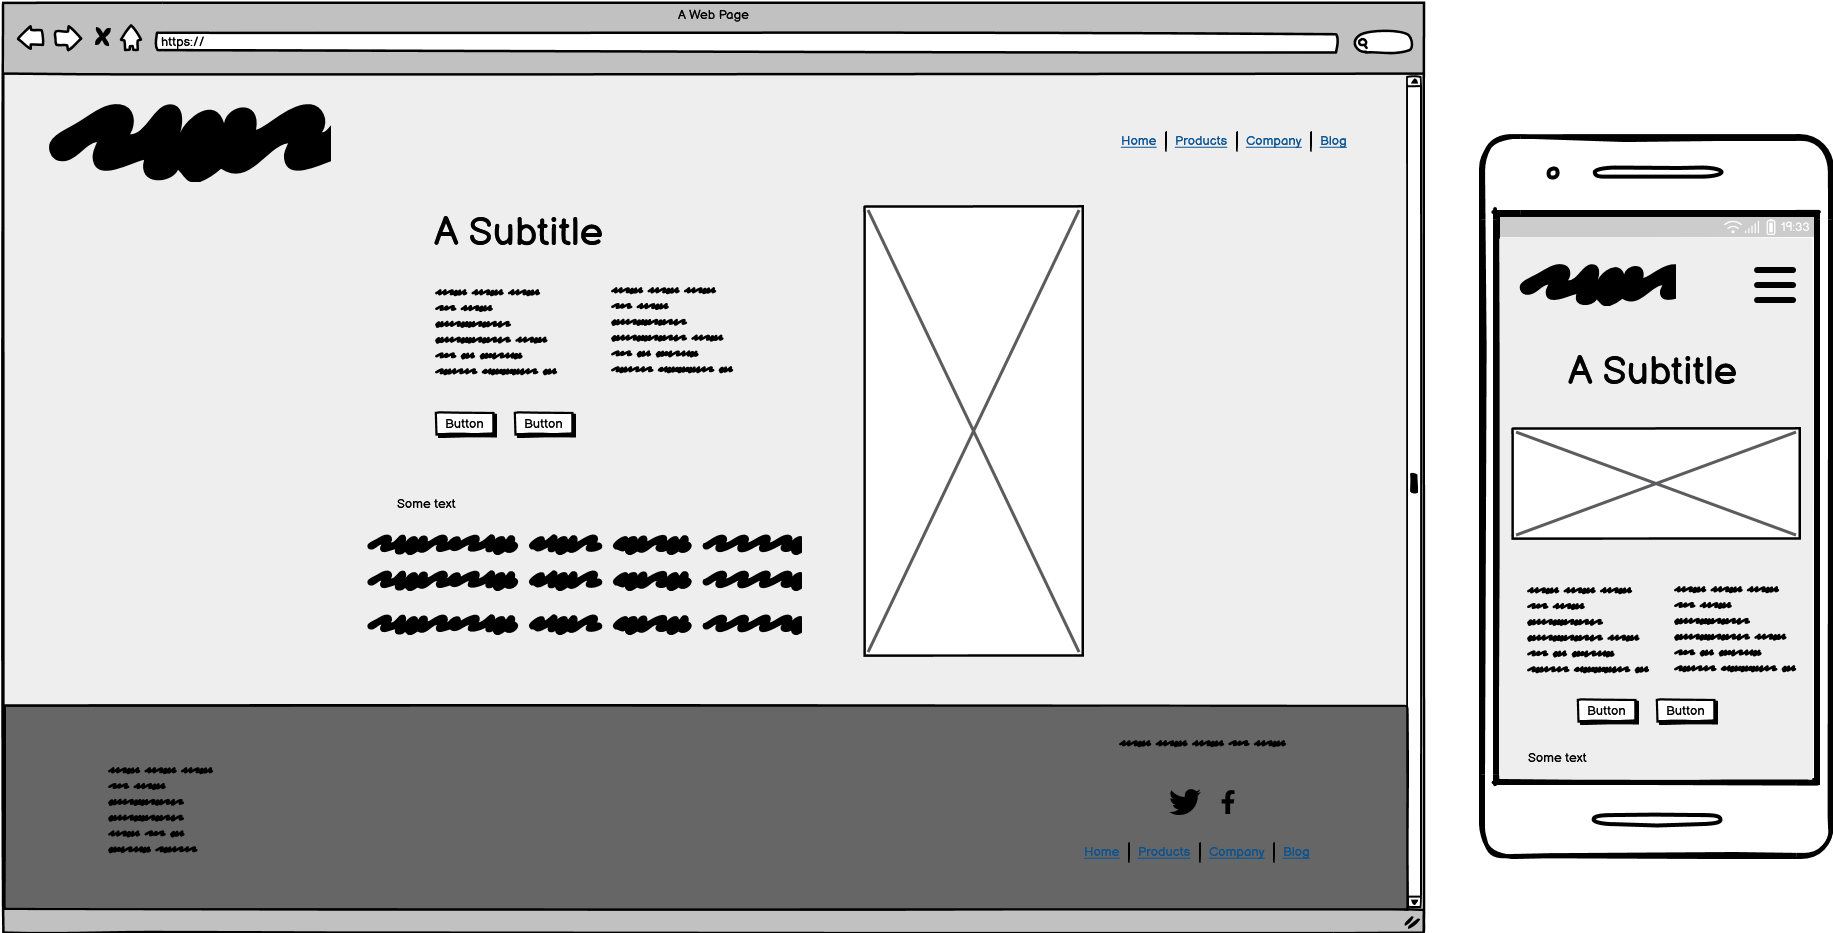 A Web Page
https://
Home Products Company Blog
A Subtitle
Button Button
Some text
Home Products Company Blog
19:33
A Subtitle
Button Button
Some text